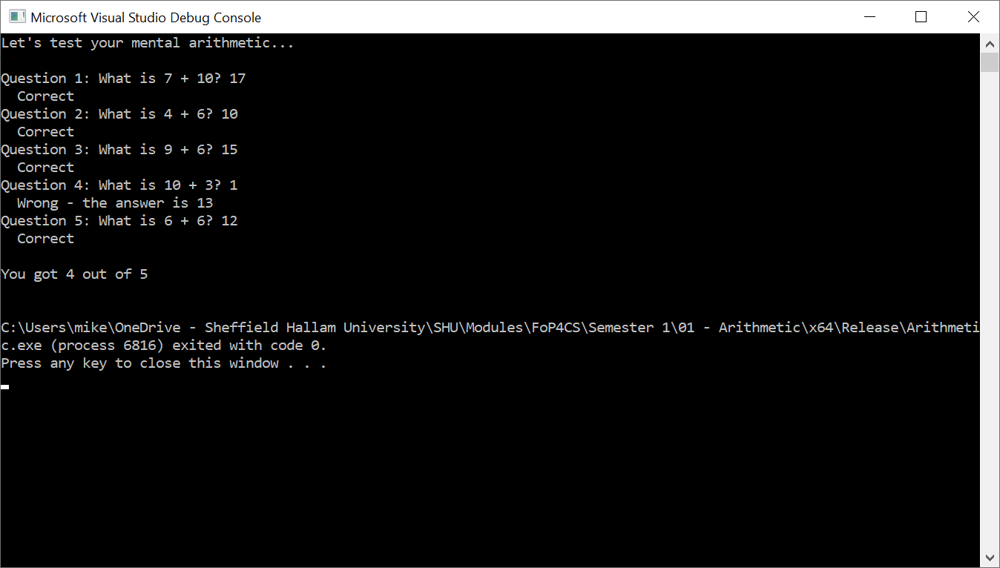 Microsoft Visual Studio Debug Console
Let's test your mental arithmetic...
Question 1: What is 7 + 10? 17
  Correct
Question 2: What is 4 + 6? 10
  Correct
Question 3: What is 9 + 6? 15
  Correct
Question 4: What is 10 + 3? 1
  Wrong - the answer is 13
Question 5: What is 6 + 6? 12
  Correct
You got 4 out of 5
C:\Users\mike\OneDrive - Sheffield Hallam University\SHU\Modules\FoP4CS\Semester 1\01 - Arithmetic\x64\Release\Arithmeti
c.exe (process 6816) exited with code 0.
Press any key to close this window . . .